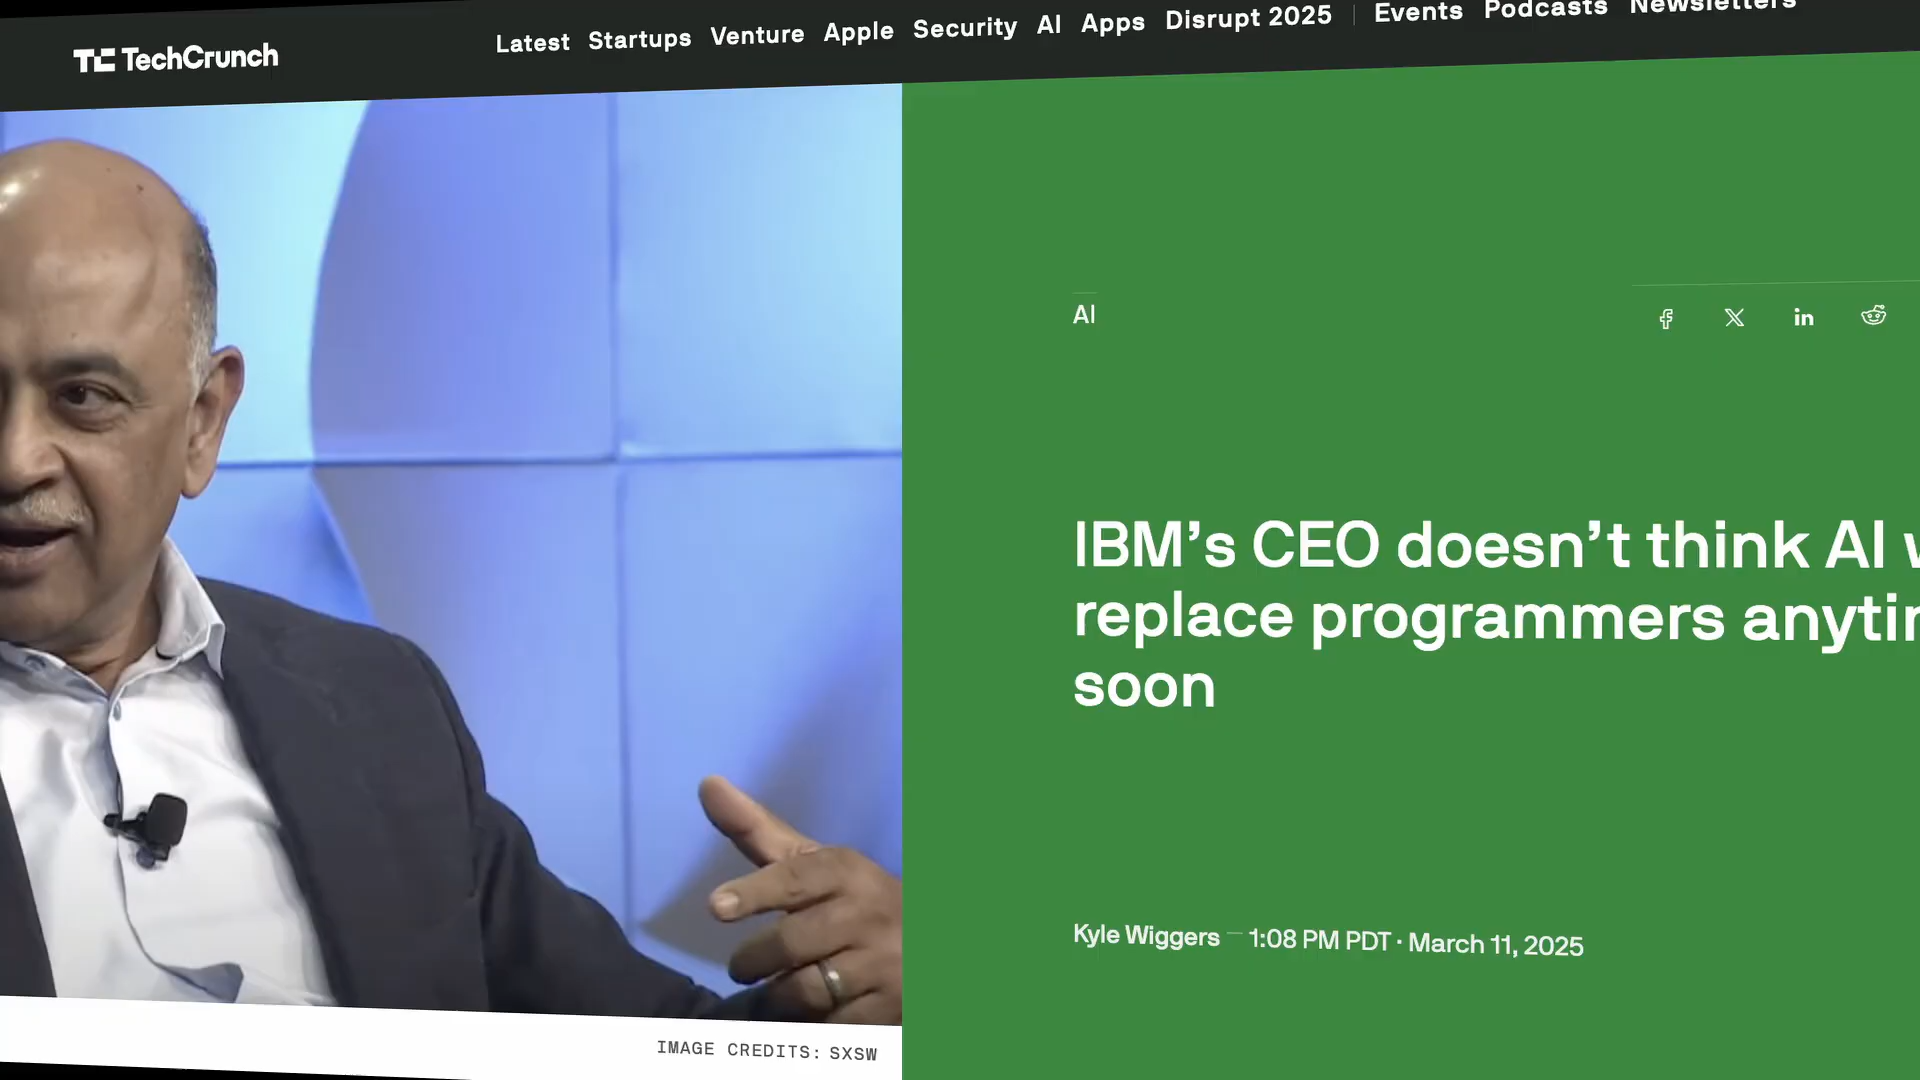 TechCrunch
Latest Startups Venture Apple Security AI Apps Disrupt 2025 Events Podcasts Newsletters
AI
IBM’s CEO doesn’t think AI
replace programmers
soon
Kyle Wiggers — 1:08 PM PDT · March 11, 2025
IMAGE CREDITS: SXSW